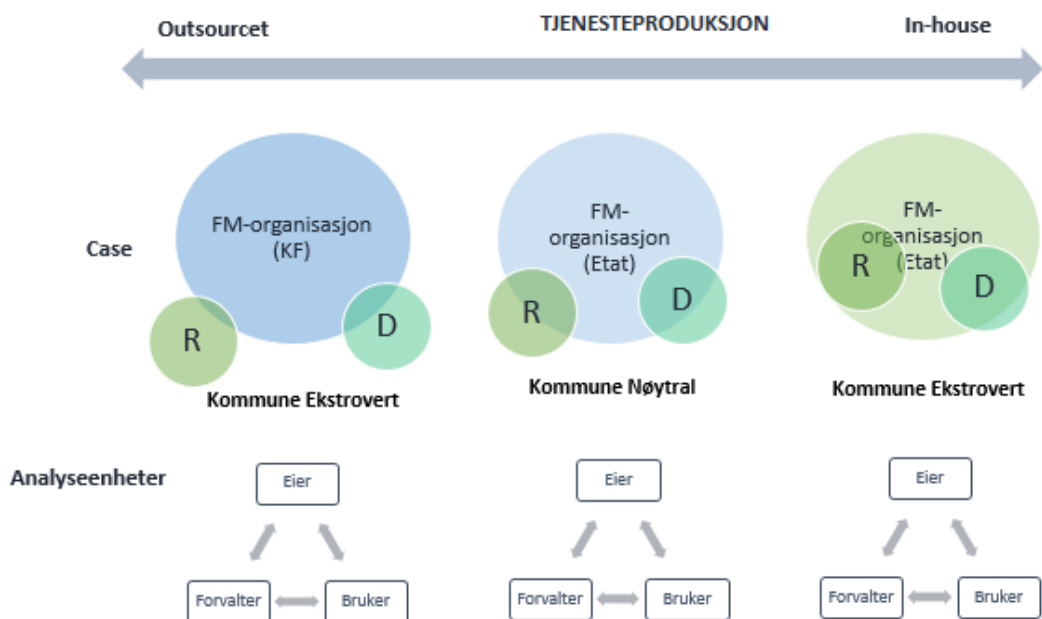 Outsourcet
TJENESTEPRODUKSJON
In-house
Case
FM-organisasjon
(KF)
R
D
Kommune Ekstrovert
FM-
organisasjon
(Etat)
R
D
Kommune Nøytral
FM-
organisasjon
(Etat)
R
D
Kommune Ekstrovert
Analyseenheter
Eier
Forvalter
Bruker
Eier
Forvalter
Bruker
Eier
Forvalter
Bruker